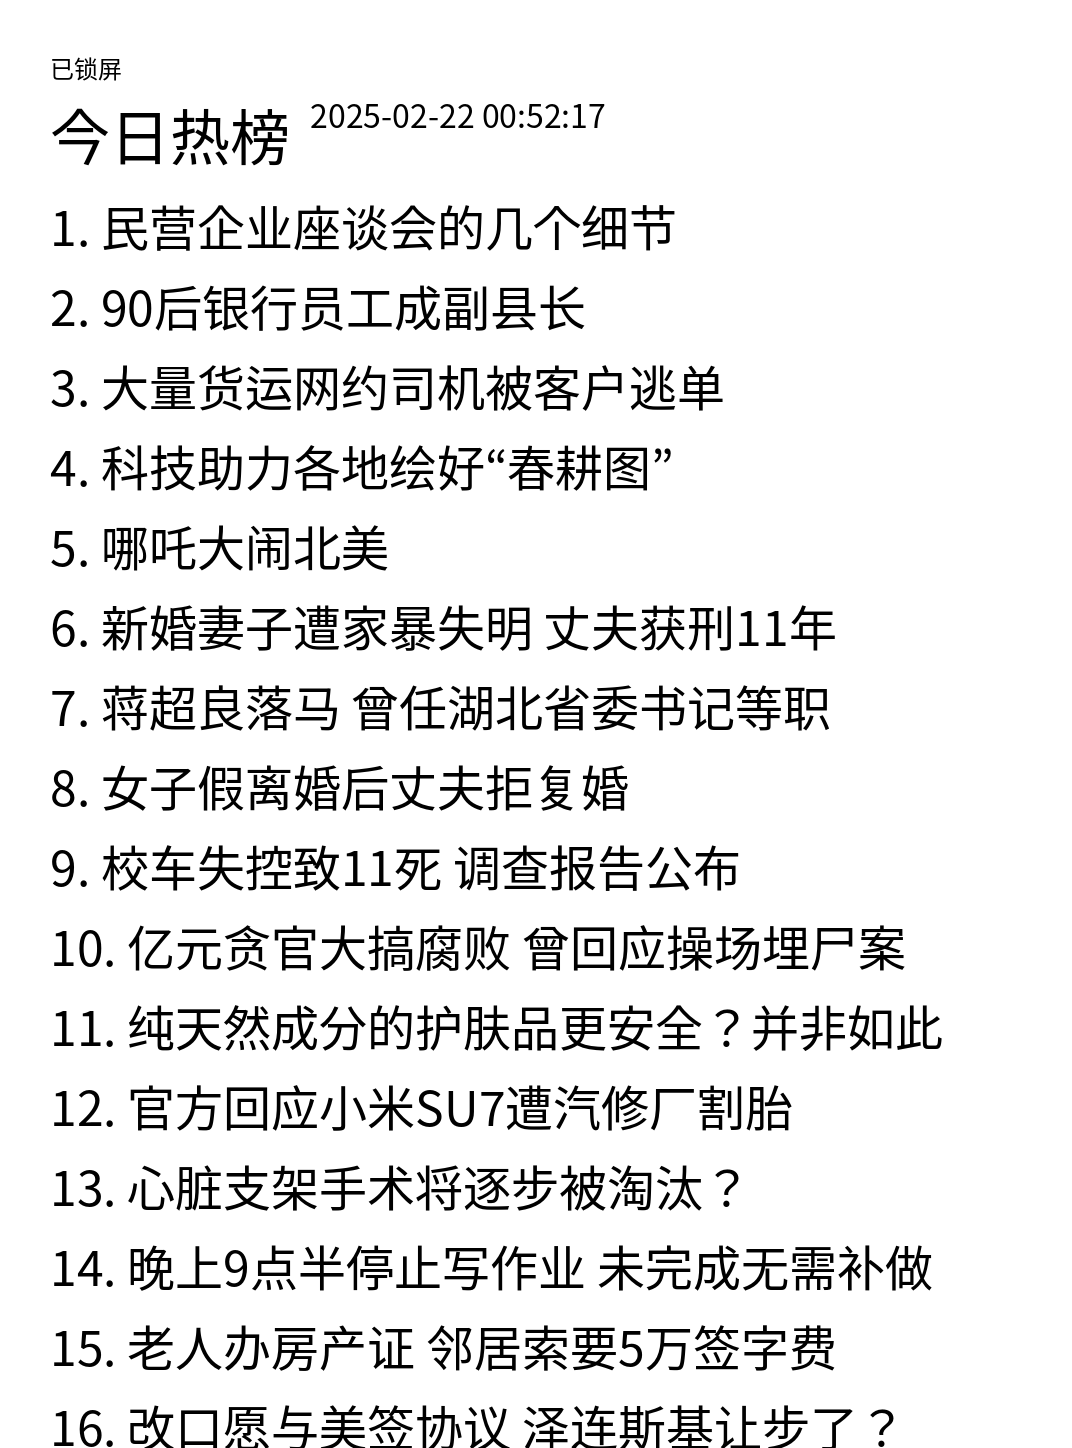 已锁屏
今日热榜 2025-02-22 00:52:17
1. 民营企业座谈会的几个细节
2. 90后银行员工成副县长
3. 大量货运网约司机被客户逃单
4. 科技助力各地绘好“春耕图”
5. 哪吒大闹北美
6. 新婚妻子遭家暴失明 丈夫获刑11年
7. 蒋超良落马 曾任湖北省委书记等职
8. 女子假离婚后丈夫拒复婚
9. 校车失控致11死 调查报告公布
10. 亿元贪官大搞腐败 曾回应操场埋尸案
11. 纯天然成分的护肤品更安全？并非如此
12. 官方回应小米SU7遭汽修厂割胎
13. 心脏支架手术将逐步被淘汰？
14. 晚上9点半停止写作业 未完成无需补做
15. 老人办房产证 邻居索要5万签字费
16. 改口愿与美签协议 泽连斯基让步了？